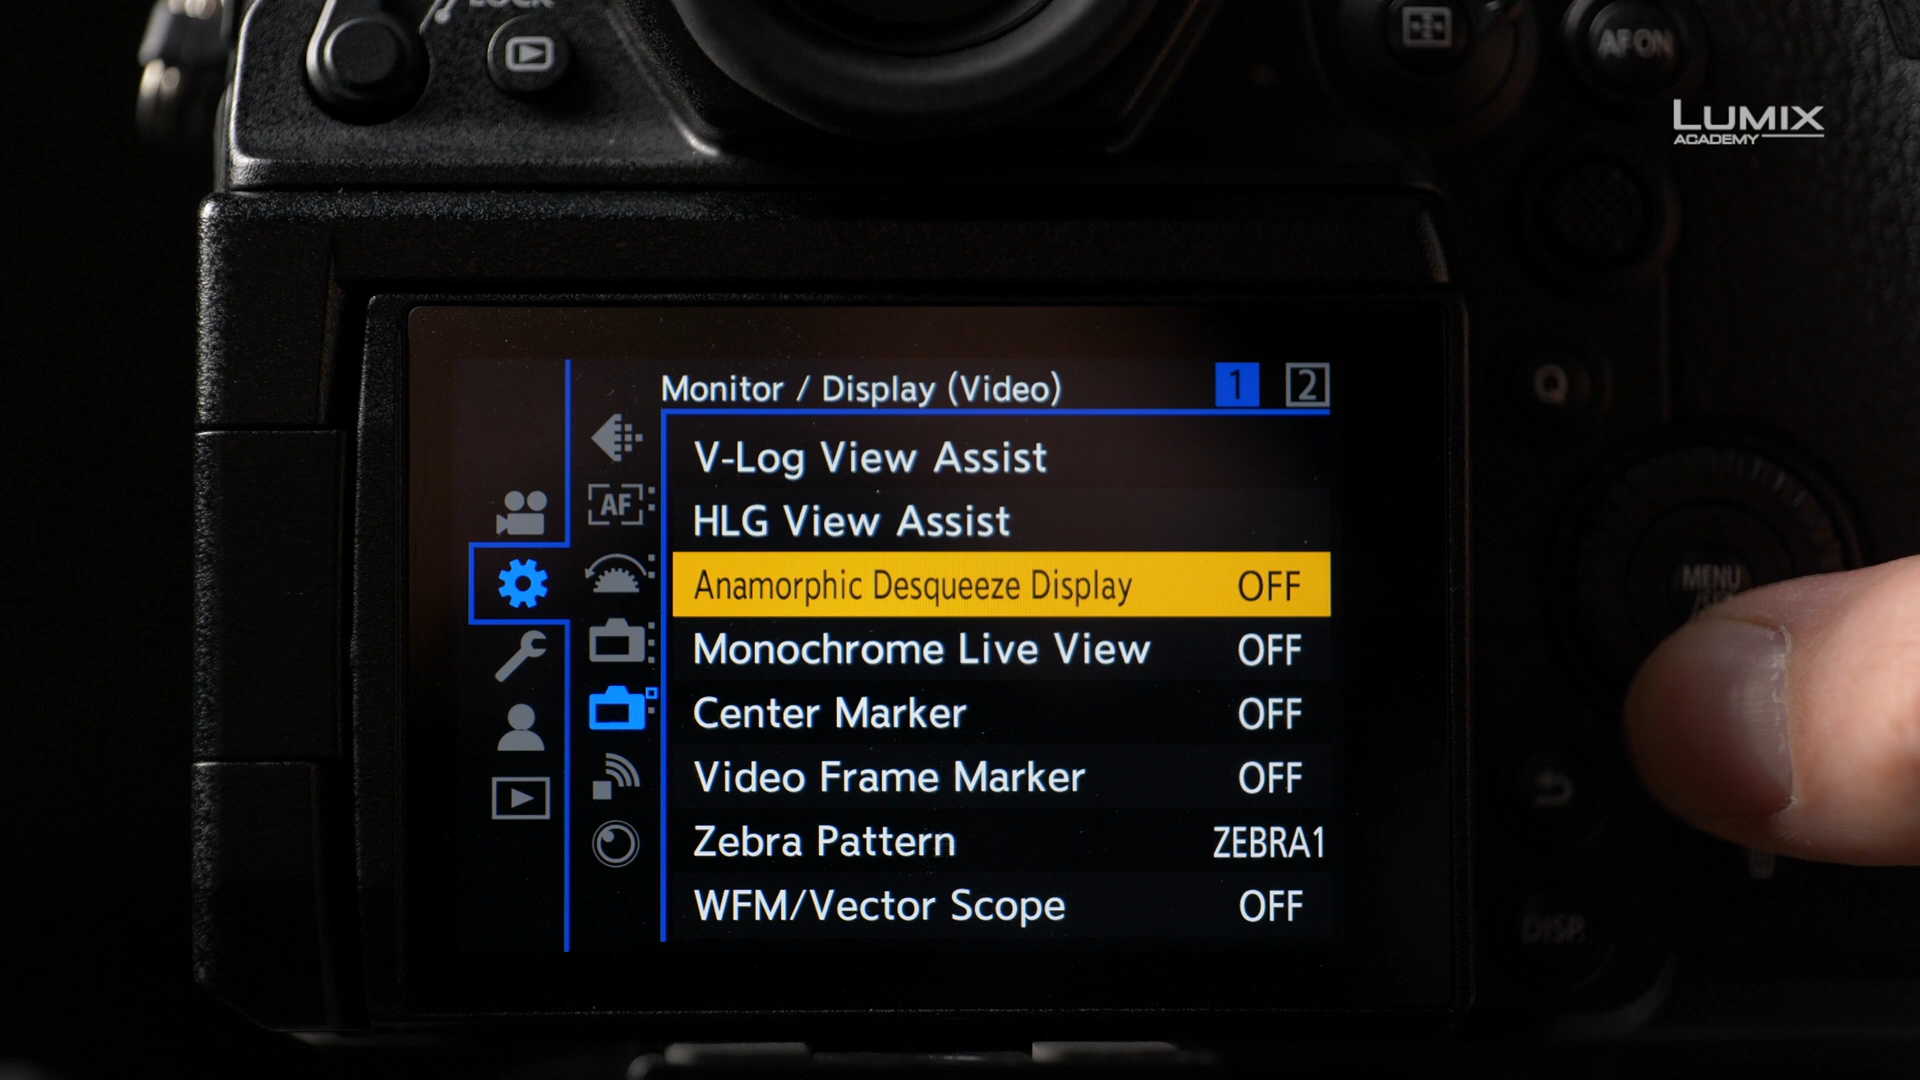 LOCK
AF ON
LUMIX
ACADEMY
Q
MENU
Monitor / Display (Video) 1 2
V-Log View Assist
AF
HLG View Assist
Anamorphic Desqueeze Display OFF
Monochrome Live View OFF
Center Marker OFF
Video Frame Marker OFF
Zebra Pattern ZEBRA1
WFM/Vector Scope OFF
DISP.